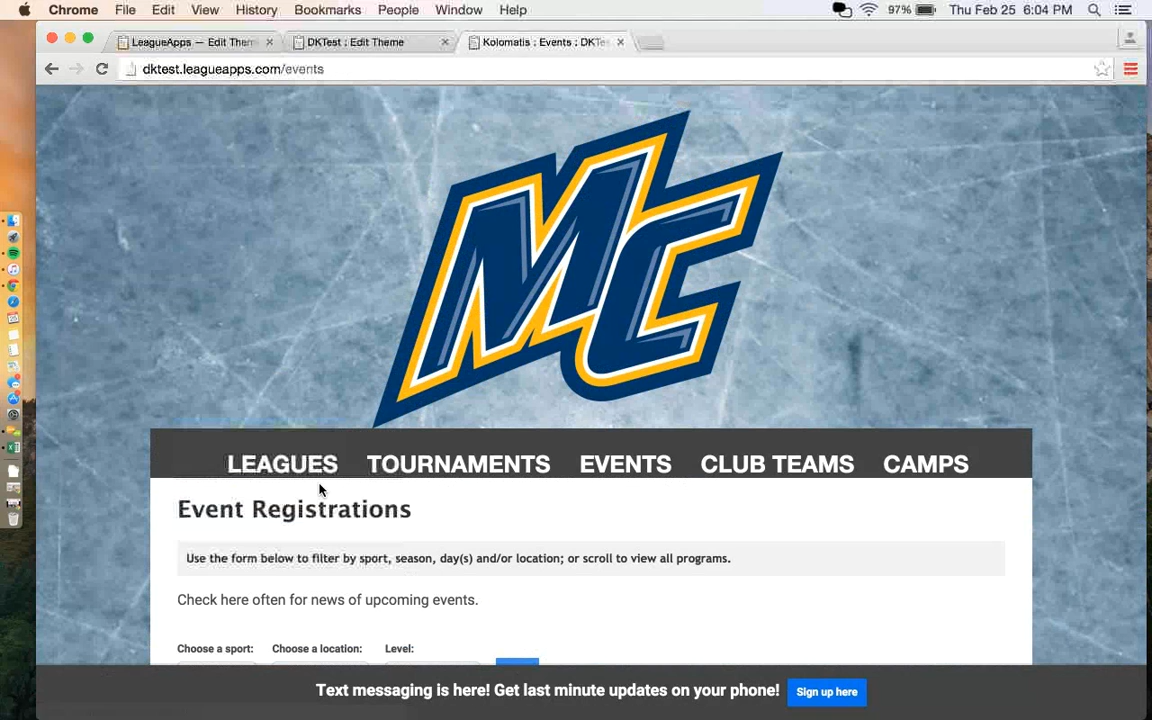 Chrome File Edit View History Bookmarks People Window Help 97% Thu Feb 25 6:04 PM
LeagueApps — Edit Them DKTest : Edit Theme Kolomatis : Events : DKTe
dktest.leagueapps.com/events
MC
LEAGUES TOURNAMENTS EVENTS CLUB TEAMS CAMPS
Event Registrations
Use the form below to filter by sport, season, day(s) and/or location; or scroll to view all programs.
Check here often for news of upcoming events.
Choose a sport: Choose a location: Level:
Text messaging is here! Get last minute updates on your phone! Sign up here